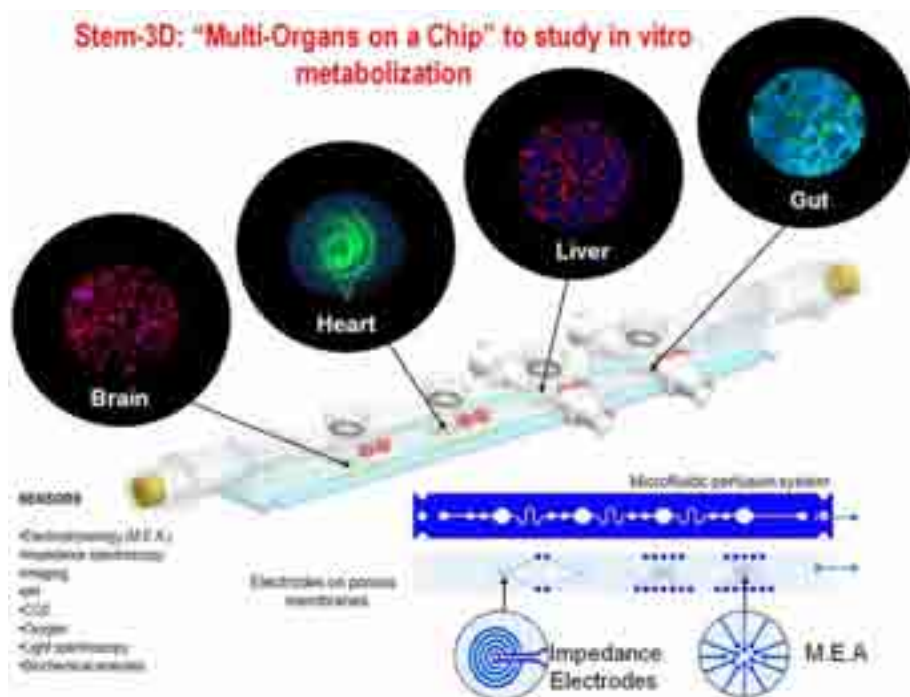 Stem-3D: “Multi-Organs on a Chip” to study in vitro
metabolization
Gut
Liver
Heart
Brain
SENSORS
Microfluidic perfusion system
•Electrophysiology (M.E.A.)
•Impedance spectroscopy
•Imaging
•pH
•CO2
•Oxygen
•Light spectroscopy
•Biochemical analysis
Electrodes on porous
membranes
Impedance
Electrodes
M.E.A